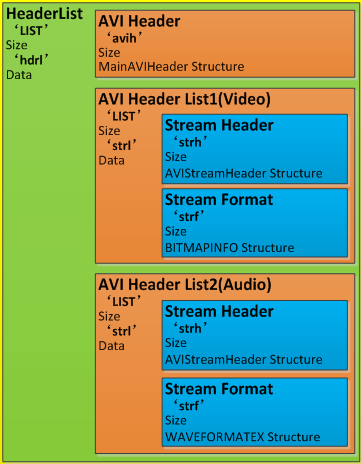 HeaderList
‘LIST’
Size
‘hdrl’
Data
AVI Header
‘avih’
Size
MainAVIHeader Structure
AVI Header List1(Video)
‘LIST’
Size
‘strl’
Data
Stream Header
‘strh’
Size
AVIStreamHeader Structure
Stream Format
‘strf’
Size
BITMAPINFO Structure
AVI Header List2(Audio)
‘LIST’
Size
‘strl’
Data
Stream Header
‘strh’
Size
AVIStreamHeader Structure
Stream Format
‘strf’
Size
WAVEFORMATEX Structure